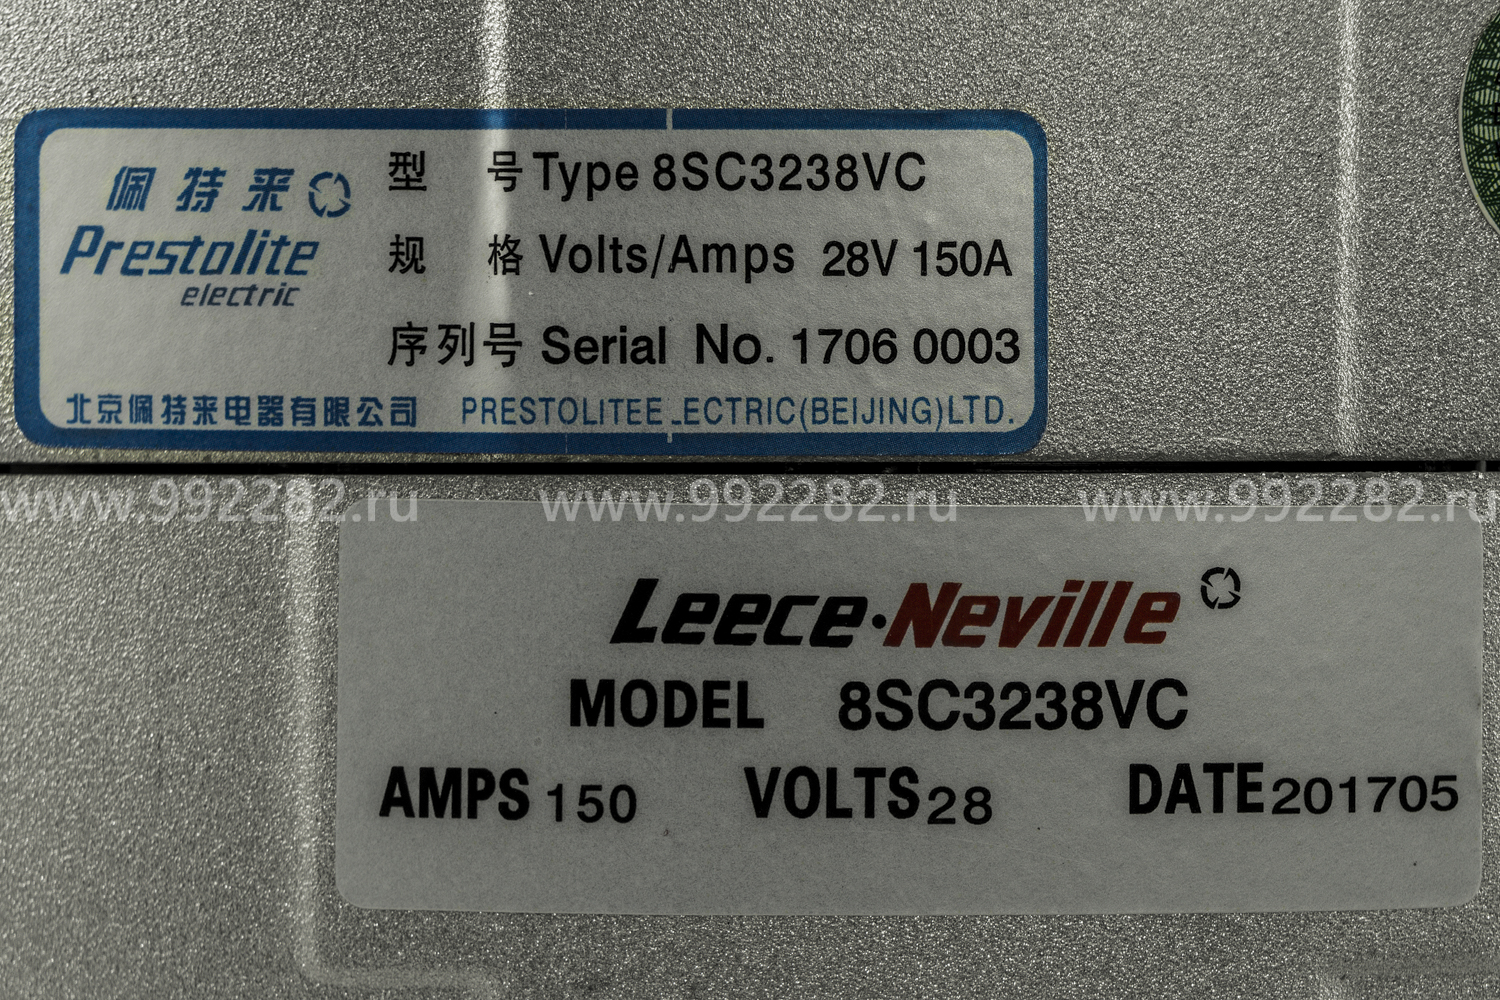 佩特来
Prestolite
electric
型 号 Type 8SC3238VC
规 格 Volts/Amps 28V 150A
序列号 Serial No. 1706 0003
北京佩特来电器有限公司 PRESTOLITEE_ECTRIC(BEIJING)LTD.
www.992282.ru www.992282.ru www.992282.ru
Leece·Neville
MODEL 8SC3238VC
AMPS 150 VOLTS 28 DATE 201705